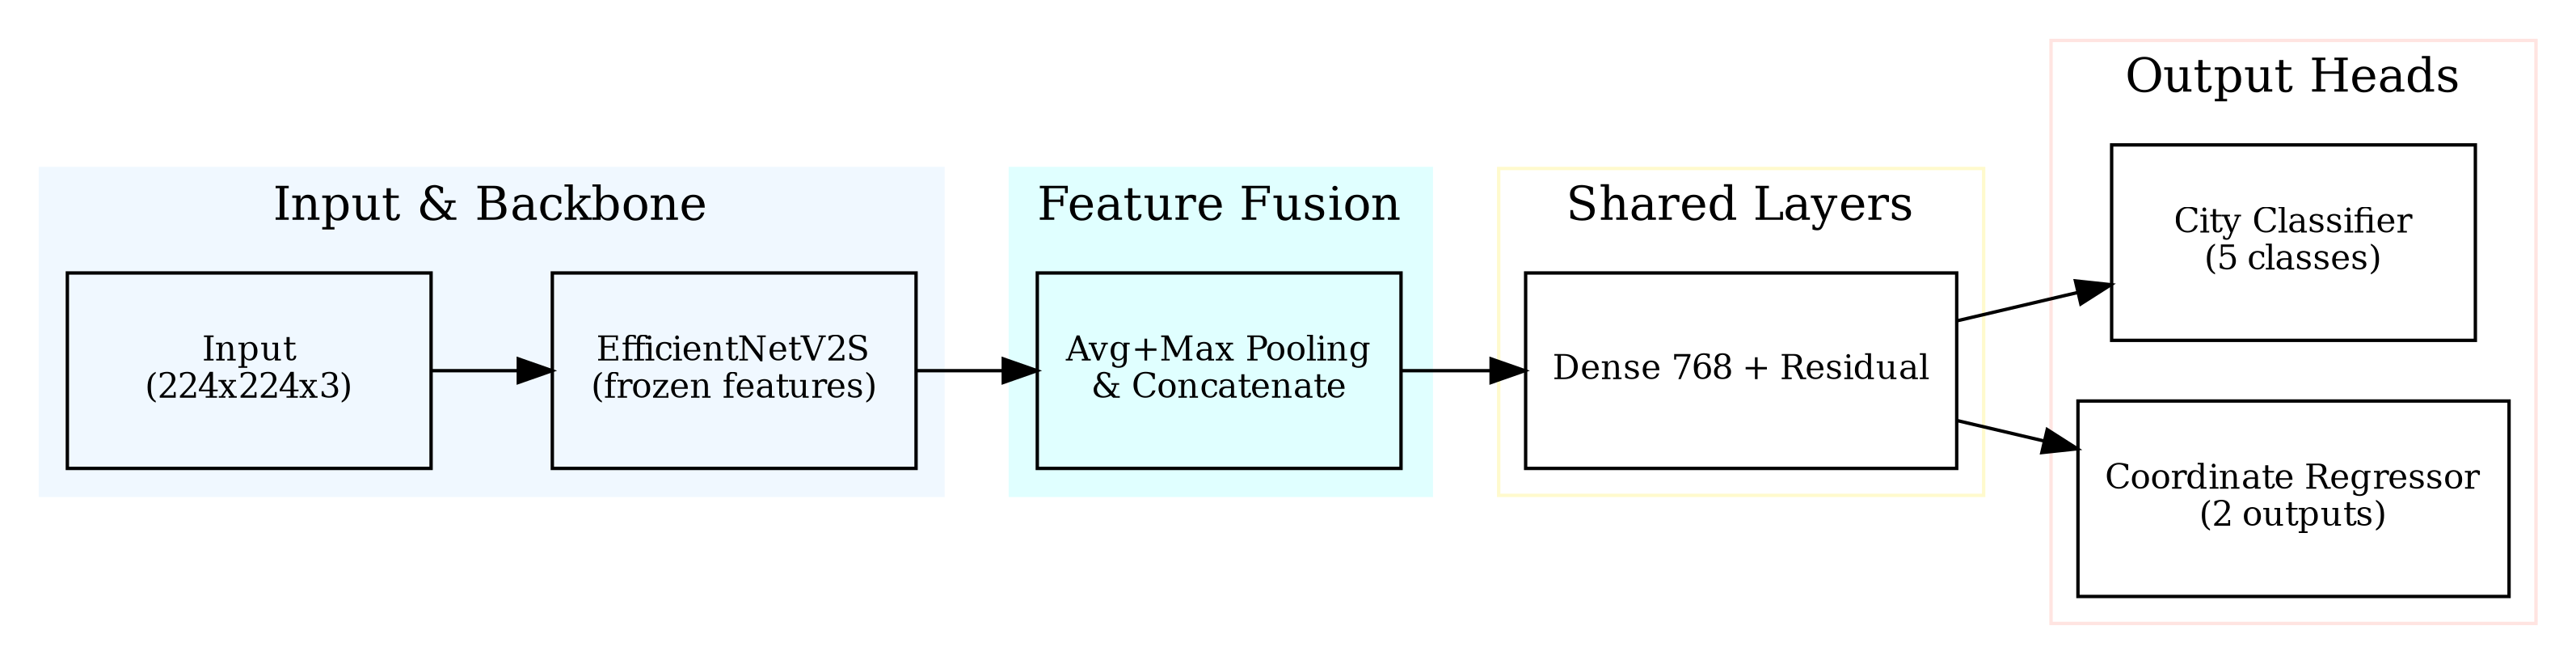 Input & Backbone
Input
(224x224x3)
EfficientNetV2S
(frozen features)
Feature Fusion
Avg+Max Pooling
& Concatenate
Shared Layers
Dense 768 + Residual
Output Heads
City Classifier
(5 classes)
Coordinate Regressor
(2 outputs)